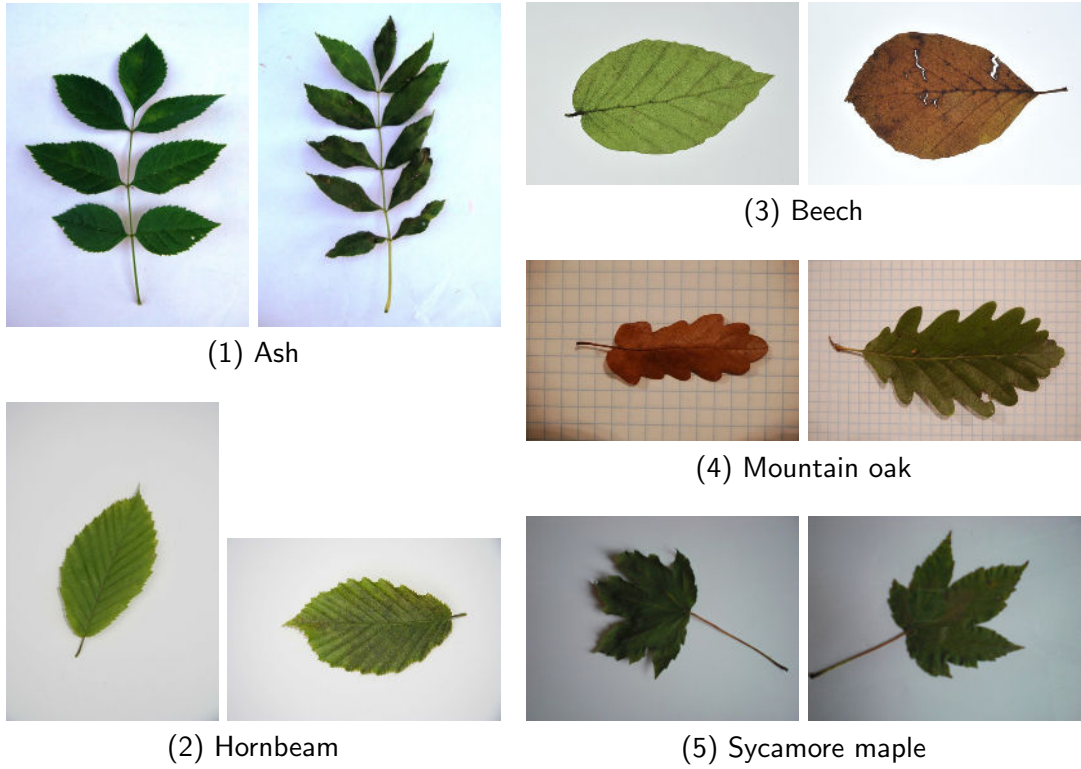 (1) Ash
(2) Hornbeam
(3) Beech
(4) Mountain oak
(5) Sycamore maple